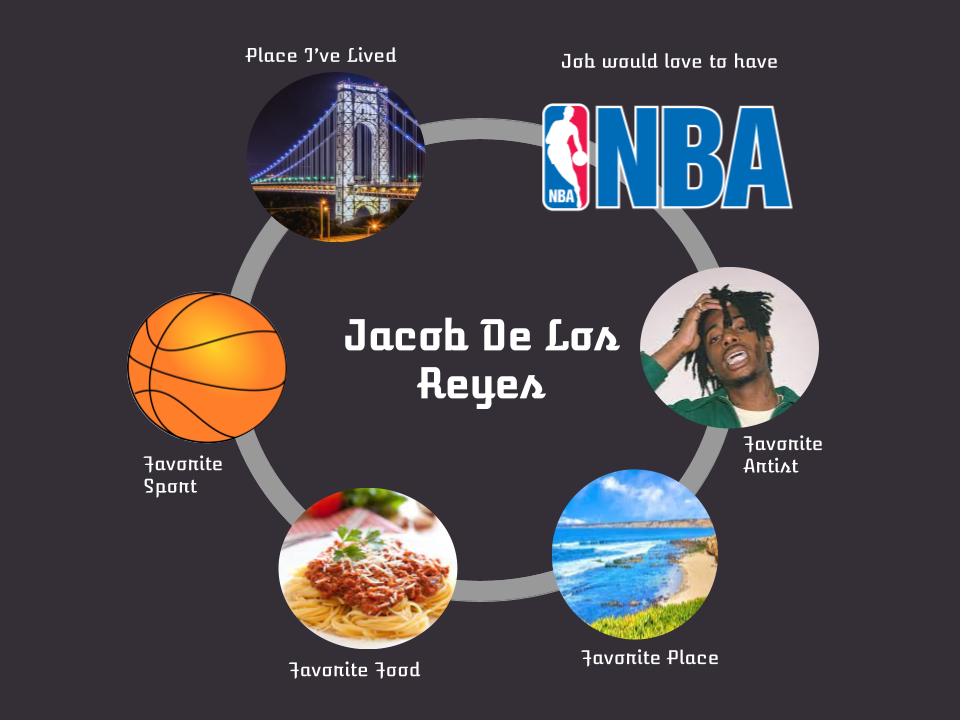 Place I've Lived
Job would love to have
NBA
NBA
Jacob De Los
Reyes
Favorite
Artist
Favorite
Sport
Favorite Place
Favorite Food